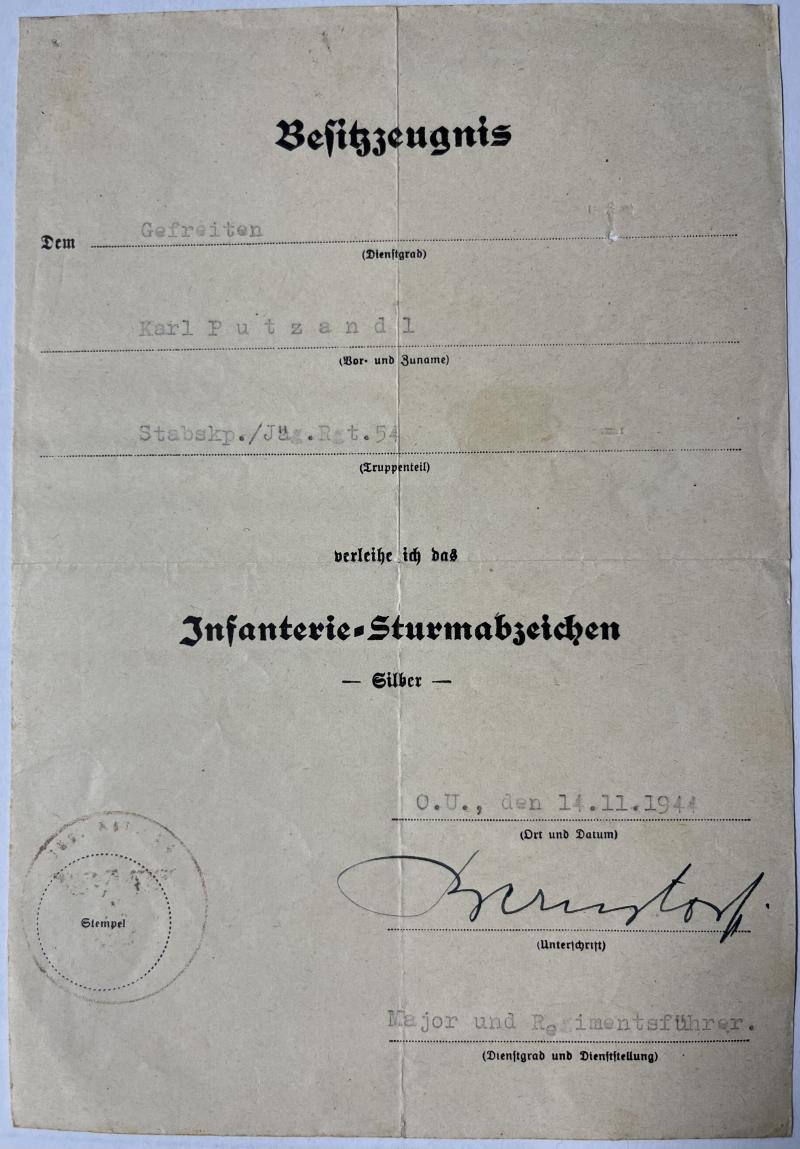 Besitzzeugnis
Dem Gefreiten
(Dienstgrad)
Karl P u t z a n d l
(Vor- und Zuname)
Stabskp./Jäg.Rgt.54
(Truppenteil)
verleihe ich das
Infanterie-Sturmabzeichen
— Silber —
O.U., den 14.11.1944
(Ort und Datum)
(Unterschrift)
Stempel
Major und Regimentsführer.
(Dienstgrad und Dienststellung)